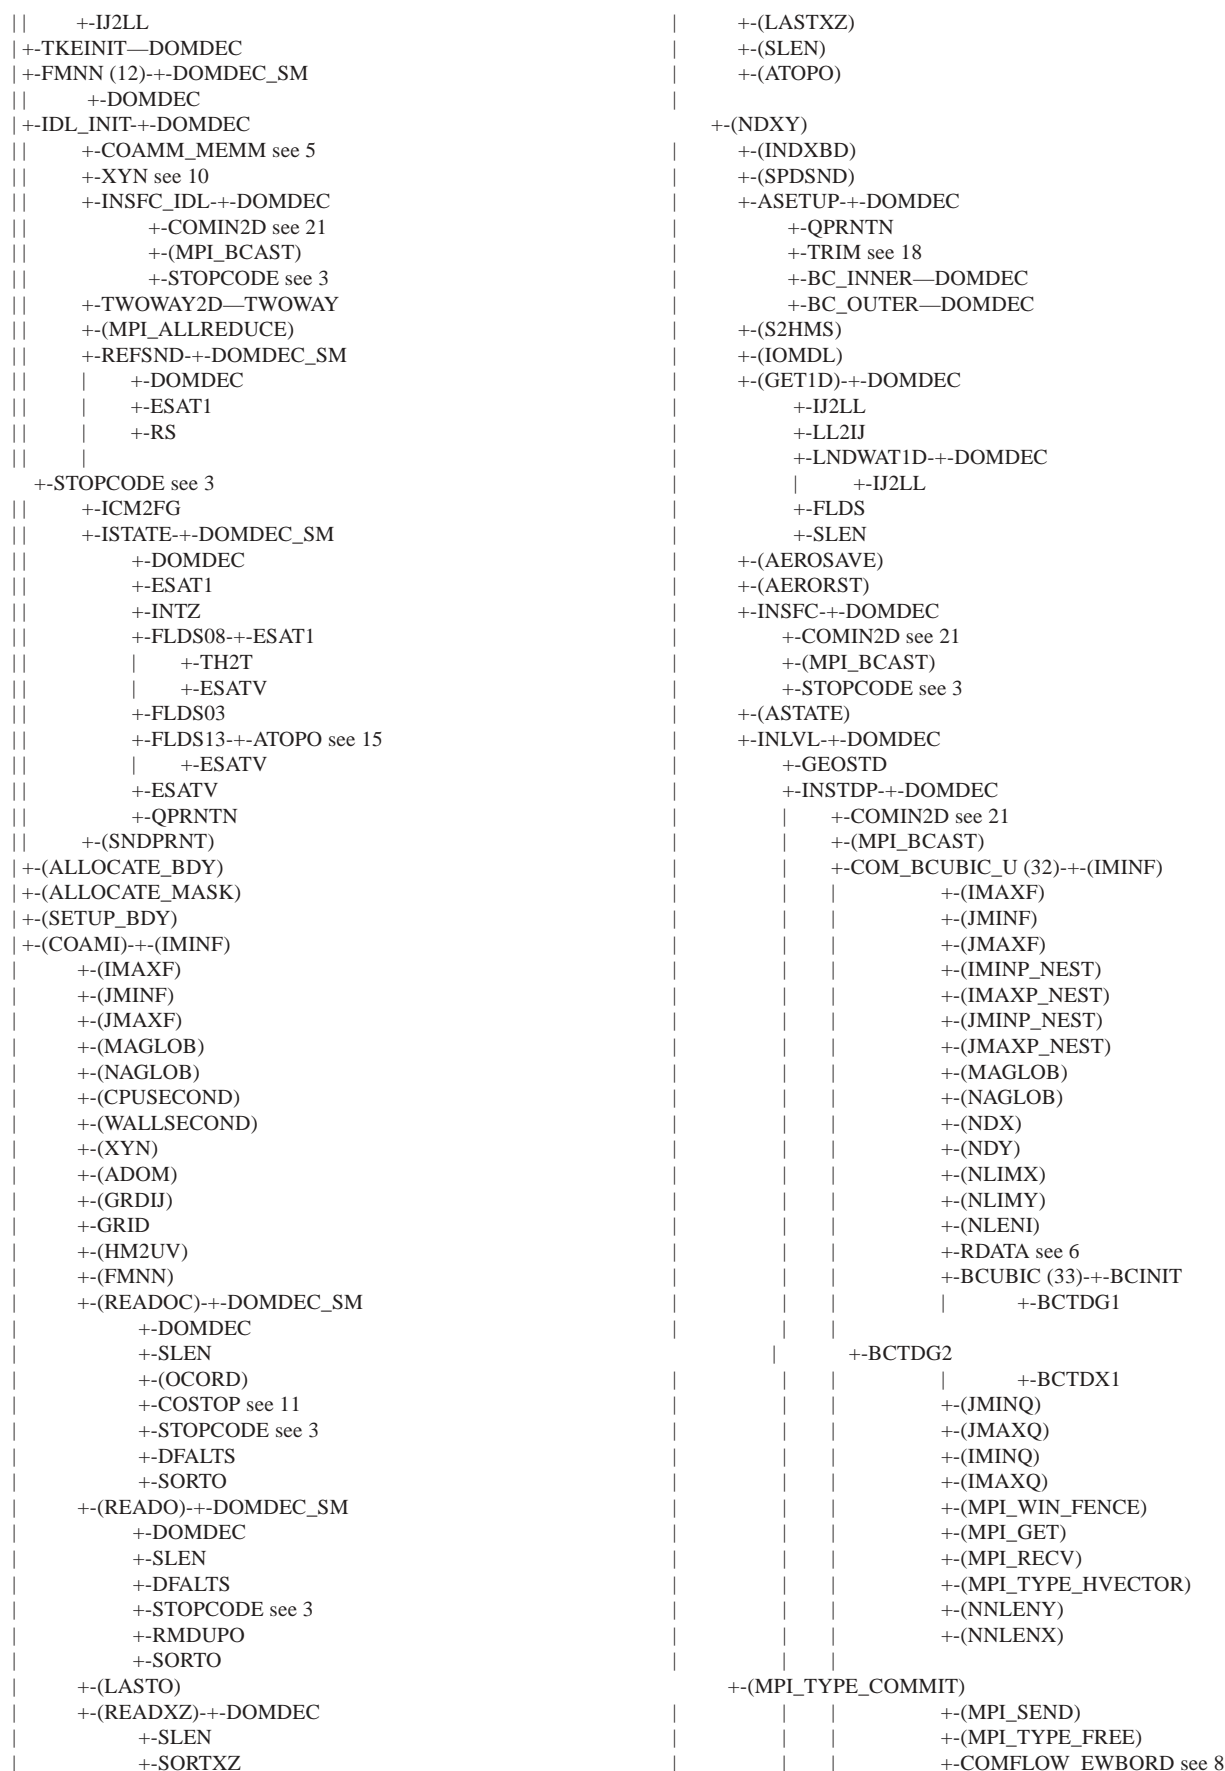 || +-IJ2LL
| +-TKEINIT—DOMDEC
| +-FMNN (12)-+-DOMDEC_SM
|| +-DOMDEC
| +-IDL_INIT-+-DOMDEC
|| +-COAMM_MEMM see 5
|| +-XYN see 10
|| +-INSFC_IDL-+-DOMDEC
|| +-COMIN2D see 21
|| +-(MPI_BCAST)
|| +-STOPCODE see 3
|| +-TWOWAY2D—TWOWAY
|| +-(MPI_ALLREDUCE)
|| +-REFSND-+-DOMDEC_SM
|| | +-DOMDEC
|| | +-ESAT1
|| | +-RS
|| |
+-STOPCODE see 3
|| +-ICM2FG
|| +-ISTATE-+-DOMDEC_SM
|| +-DOMDEC
|| +-ESAT1
|| +-INTZ
|| +-FLDS08-+-ESAT1
|| | +-TH2T
|| | +-ESATV
|| +-FLDS03
|| +-FLDS13-+-ATOPO see 15
|| | +-ESATV
|| +-ESATV
|| +-QPRNTN
|| +-(SNDPRNT)
| +-(ALLOCATE_BDY)
| +-(ALLOCATE_MASK)
| +-(SETUP_BDY)
| +-(COAMI)-+-(IMINF)
| +-(IMAXF)
| +-(JMINF)
| +-(JMAXF)
| +-(MAGLOB)
| +-(NAGLOB)
| +-(CPUSECOND)
| +-(WALLSECOND)
| +-(XYN)
| +-(ADOM)
| +-(GRDIJ)
| +-GRID
| +-(HM2UV)
| +-(FMNN)
| +-(READOC)-+-DOMDEC_SM
| +-DOMDEC
| +-SLEN
| +-(OCORD)
| +-COSTOP see 11
| +-STOPCODE see 3
| +-DFALTS
| +-SORTO
| +-(READO)-+-DOMDEC_SM
| +-DOMDEC
| +-SLEN
| +-DFALTS
| +-STOPCODE see 3
| +-RMDUPO
| +-SORTO
| +-(LASTO)
| +-(READXZ)-+-DOMDEC
| +-SLEN
| +-SORTXZ
| +-(LASTXZ)
| +-(SLEN)
| +-(ATOPO)
|
+-(NDXY)
| +-(INDXBD)
| +-(SPDSND)
| +-ASETUP-+-DOMDEC
| +-QPRNTN
| +-TRIM see 18
| +-BC_INNER—DOMDEC
| +-BC_OUTER—DOMDEC
| +-(S2HMS)
| +-(IOMDL)
| +-(GET1D)-+-DOMDEC
| +-IJ2LL
| +-LL2IJ
| +-LNDWAT1D-+-DOMDEC
| | +-IJ2LL
| +-FLDS
| +-SLEN
| +-(AEROSAVE)
| +-(AERORST)
| +-INSFC-+-DOMDEC
| +-COMIN2D see 21
| +-(MPI_BCAST)
| +-STOPCODE see 3
| +-(ASTATE)
| +-INLVL-+-DOMDEC
| +-GEOSTD
| +-INSTDP-+-DOMDEC
| | +-COMIN2D see 21
| | +-(MPI_BCAST)
| | +-COM_BCUBIC_U (32)-+-(IMINF)
| | | +-(IMAXF)
| | | +-(JMINF)
| | | +-(JMAXF)
| | | +-(IMINP_NEST)
| | | +-(IMAXP_NEST)
| | | +-(JMINP_NEST)
| | | +-(JMAXP_NEST)
| | | +-(MAGLOB)
| | | +-(NAGLOB)
| | | +-(NDX)
| | | +-(NDY)
| | | +-(NLIMX)
| | | +-(NLIMY)
| | | +-(NLENI)
| | | +-RDATA see 6
| | | +-BCUBIC (33)-+-BCINIT
| | | | +-BCTDG1
| | |
| +-BCTDG2
| | | | +-BCTDX1
| | | +-(JMINQ)
| | | +-(JMAXQ)
| | | +-(IMINQ)
| | | +-(IMAXQ)
| | | +-(MPI_WIN_FENCE)
| | | +-(MPI_GET)
| | | +-(MPI_RECV)
| | | +-(MPI_TYPE_HVECTOR)
| | | +-(NNLENY)
| | | +-(NNLENX)
| | |
+-(MPI_TYPE_COMMIT)
| | | +-(MPI_SEND)
| | | +-(MPI_TYPE_FREE)
| | | +-COMFLOW_EWBORD see 8